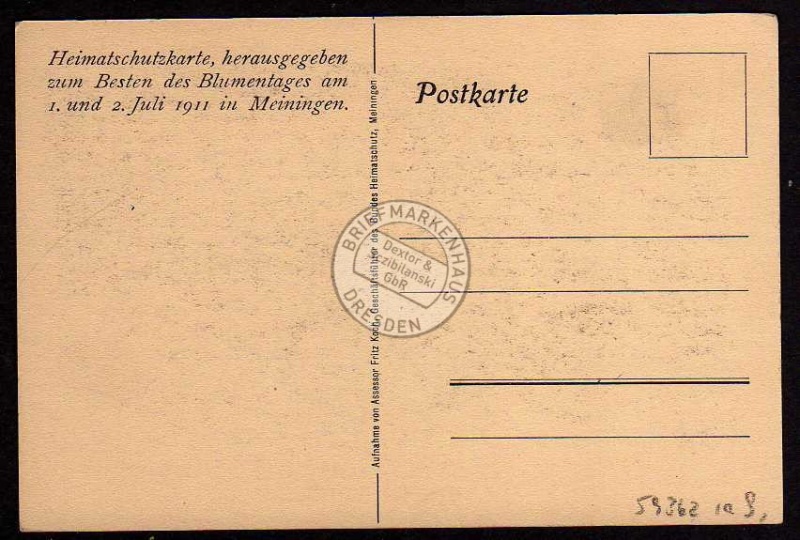 Heimatschutzkarte, herausgegeben
zum Besten des Blumentages am
1. und 2. Juli 1911 in Meiningen.
Postkarte
Aufnahme von Assessor Fritz Koch, Geschäftsführer des Bundes Heimatschutz, Meiningen
BRIEFMARKENHAUS
Dextor &
czibilanski
GbR
DRESDEN